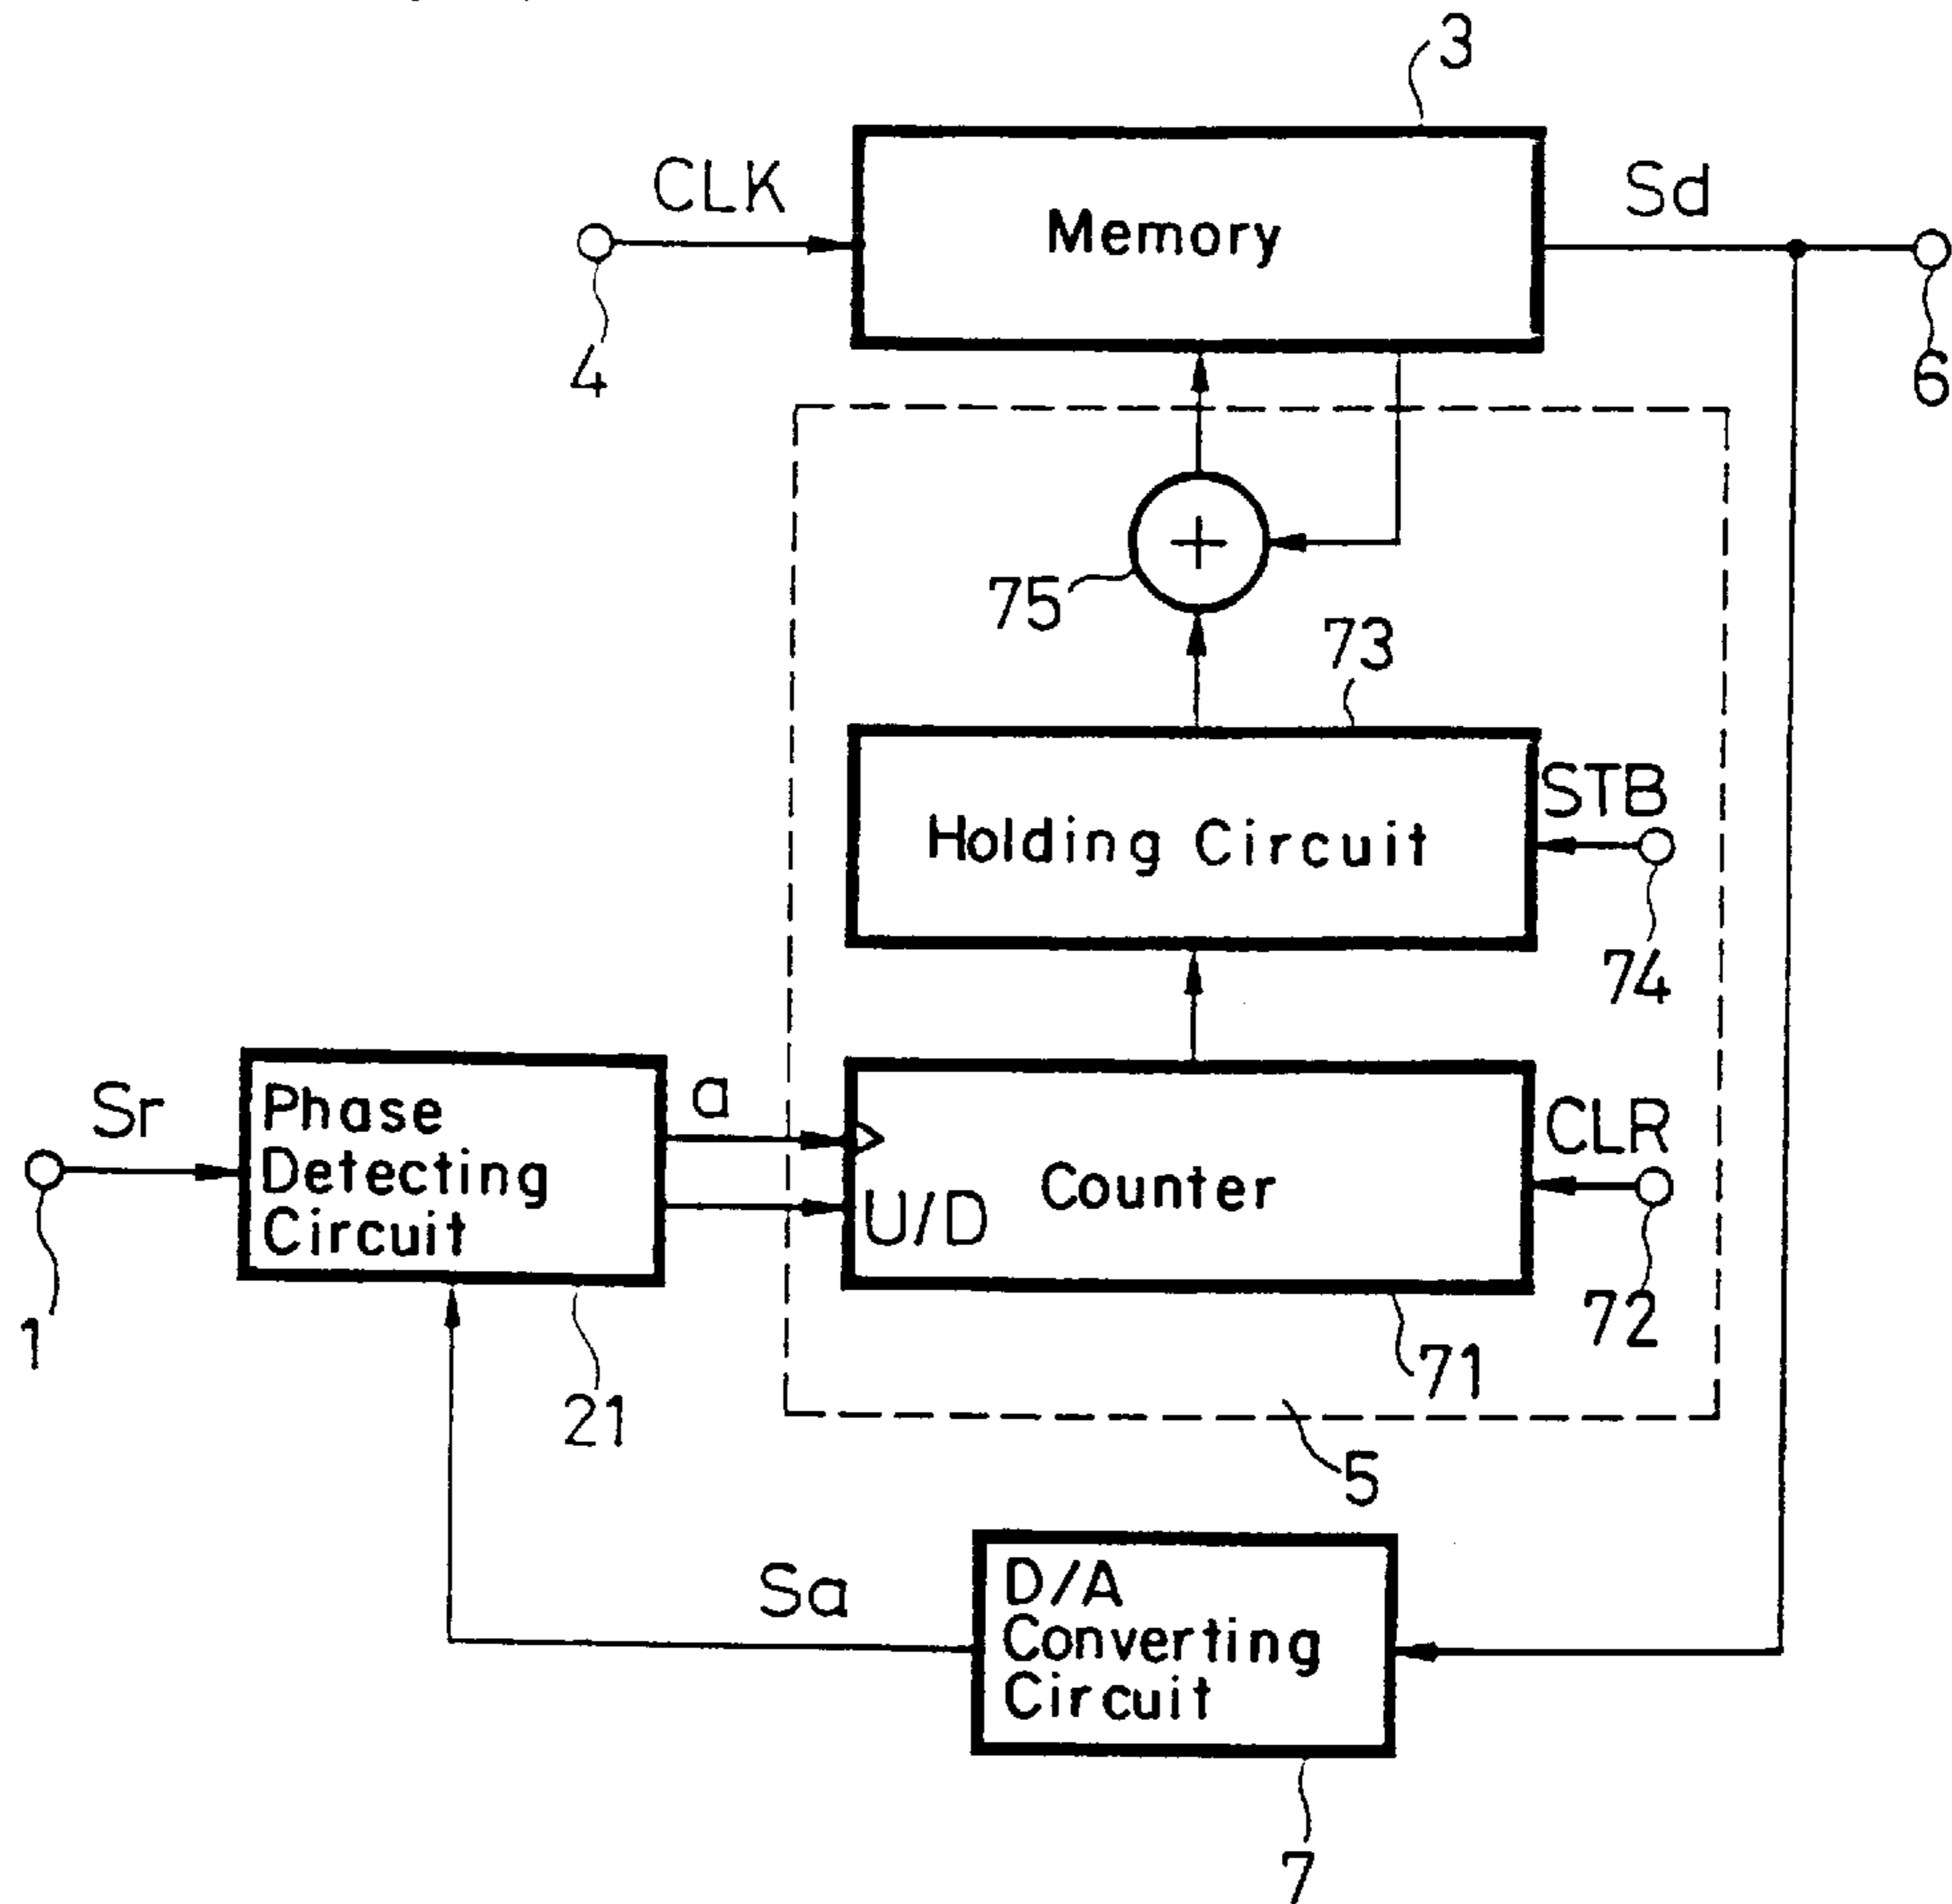 3
CLK
Memory
Sd
4
6
75
73
Holding Circuit
STB
74
Sr
Phase
Detecting
Circuit
a
U/D
Counter
CLR
1
21
72
71
5
Sa
D/A
Converting
Circuit
7